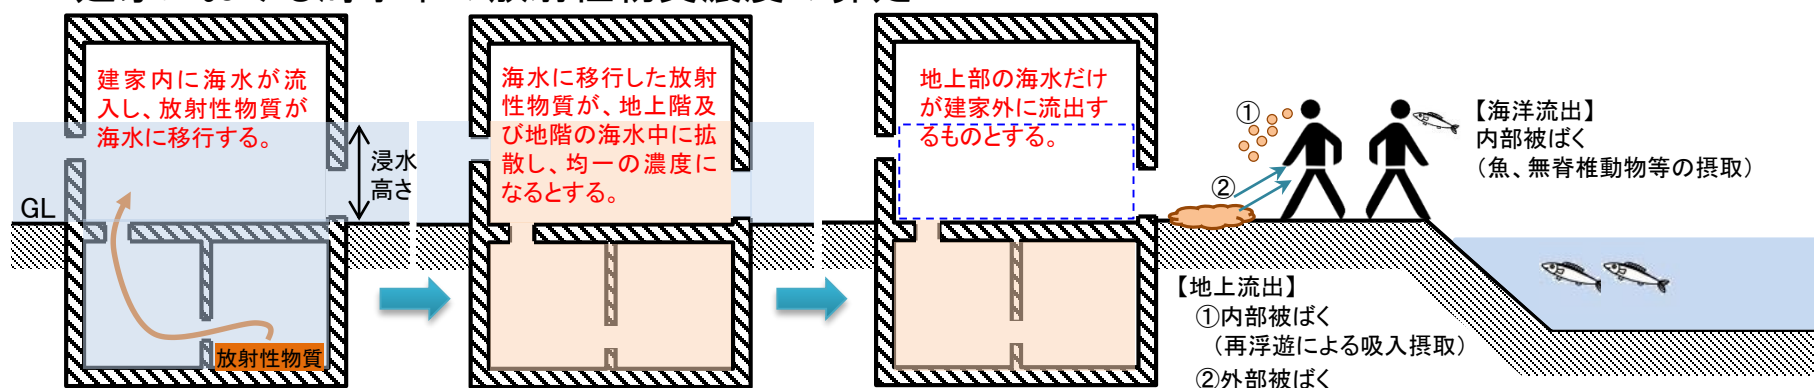 建家内に海水が流
入し、放射性物質が
海水に移行する。
浸水
高さ
GL
放射性物質
海水に移行した放射
性物質が、地上階及
び地階の海水中に拡
散し、均一の濃度に
なるとする。
地上部の海水だけ
が建家外に流出す
るものとする。
①
②
【海洋流出】
内部被ばく
（魚、無脊椎動物等の摂取）
【地上流出】
①内部被ばく
（再浮遊による吸入摂取）
②外部被ばく